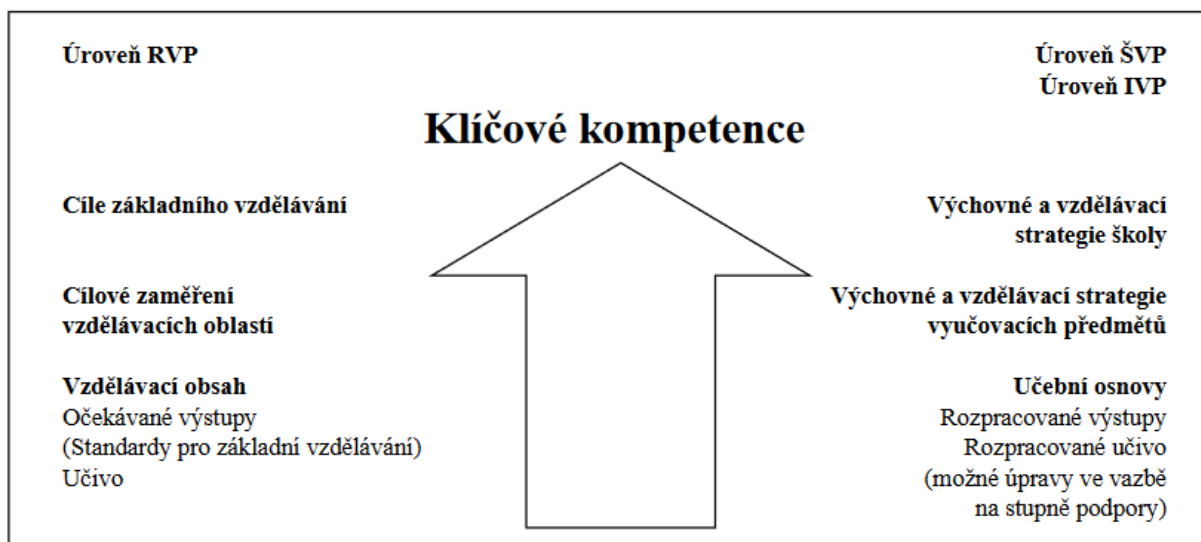 Úroveň RVP
Úroveň ŠVP
Úroveň IVP
Klíčové kompetence
Cíle základního vzdělávání
Výchovné a vzdělávací
strategie školy
Cílové zaměření
vzdělávacích oblastí
Výchovné a vzdělávací strategie
vyučovacích předmětů
Vzdělávací obsah
Očekávané výstupy
(Standardy pro základní vzdělávání)
Učivo
Učební osnovy
Rozpracované výstupy
Rozpracované učivo
(možné úpravy ve vazbě
na stupně podpory)